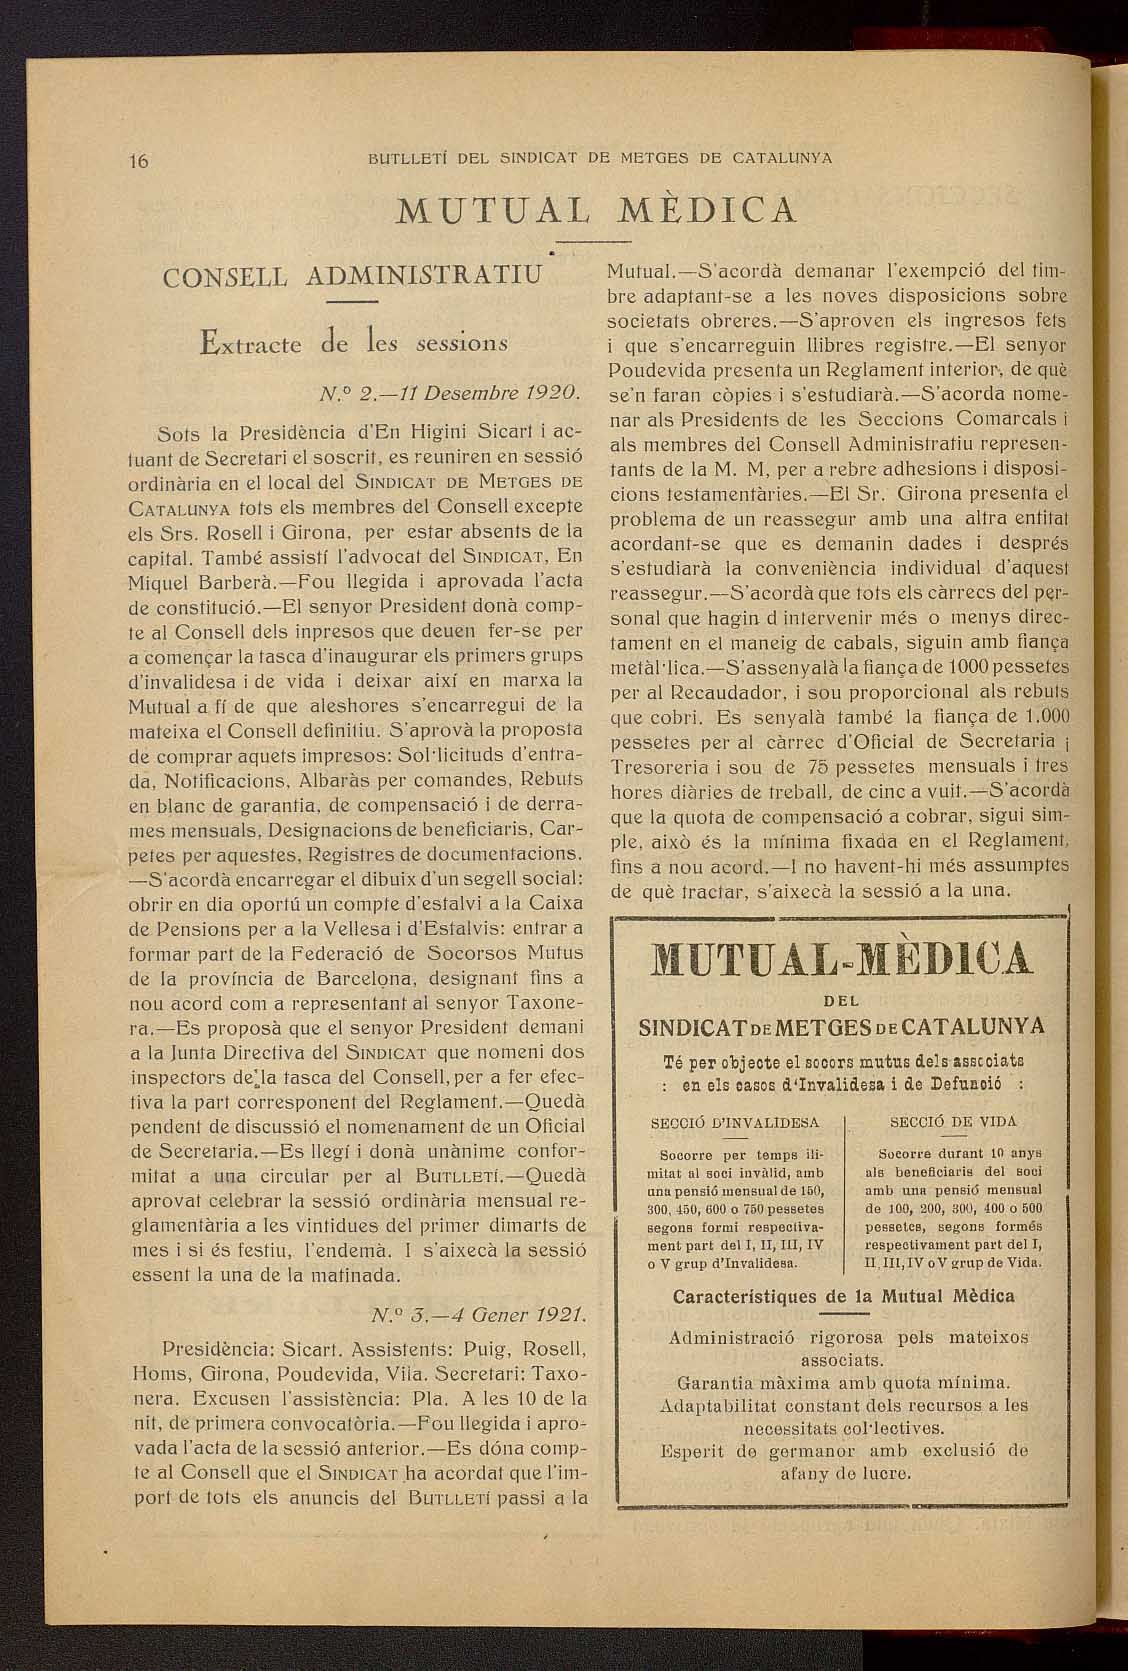 16
BUTLLETÍ DEL SINDICAT DE METGES DE CATALUNYA
MUTUAL MÈDICA
CONSELL ADMINISTRATIU
Extracte de les sessions
N.º 2.—11 Desembre 1920.
Sots la Presidència d'En Higini Sicart i ac-
tuant de Secretari el soscrit, es reuniren en sessió
ordinària en el local del SINDICAT DE METGES DE
CATALUNYA tots els membres del Consell excepte
els Srs. Rosell i Girona, per estar absents de la
capital. També assistí l'advocat del SINDICAT, En
Miquel Barberà.—Fou llegida i aprovada l'acta
de constitució.—El senyor President donà comp-
te al Consell dels inpresos que deuen fer-se per
a començar la tasca d'inaugurar els primers grups
d'invalidesa i de vida i deixar així en marxa la
Mutual a fí de que aleshores s'encarregui de la
mateixa el Consell definitiu. S'aprovà la proposta
de comprar aquets impresos: Sol·licituds d'entra-
da, Notificacions, Albaràs per comandes, Rebuts
en blanc de garantia, de compensació i de derra-
mes mensuals, Designacions de beneficiaris, Car-
petes per aquestes, Registres de documentacions.
—S'acordà encarregar el dibuix d'un segell social:
obrir en dia oportú un compte d'estalvi a la Caixa
de Pensions per a la Vellesa i d'Estalvis: entrar a
formar part de la Federació de Socorsos Mutus
de la província de Barcelona, designant fins a
nou acord com a representant al senyor Taxone-
ra.—Es proposà que el senyor President demani
a la Junta Directiva del SINDICAT que nomeni dos
inspectors de la tasca del Consell, per a fer efec-
tiva la part corresponent del Reglament.—Quedà
pendent de discussió el nomenament de un Oficial
de Secretaria.—Es llegí i donà unànime confor-
mitat a una circular per al BUTLLETÍ.—Quedà
aprovat celebrar la sessió ordinària mensual re-
glamentària a les vintidues del primer dimarts de
mes i si és festiu, l'endemà. I s'aixecà la sessió
essent la una de la matinada.
N.º 3.—4 Gener 1921.
Presidència: Sicart. Assistents: Puig, Rosell,
Homs, Girona, Poudevida, Vila. Secretari: Taxo-
nera. Excusen l'assistència: Pla. A les 10 de la
nit, de primera convocatòria.—Fou llegida i apro-
vada l'acta de la sessió anterior.—Es dóna comp-
te al Consell que el SINDICAT ha acordat que l'im-
port de tots els anuncis del BUTLLETÍ passi a la
Mutual.—S'acordà demanar l'exempció del tim-
bre adaptant-se a les noves disposicions sobre
societats obreres.—S'aproven els ingresos fets
i que s'encarreguin llibres registre.—El senyor
Poudevida presenta un Reglament interior, de què
se'n faran còpies i s'estudiarà.—S'acorda nome-
nar als Presidents de les Seccions Comarcals i
als membres del Consell Administratiu represen-
tants de la M. M, per a rebre adhesions i disposi-
cions testamentàries.—El Sr. Girona presenta el
problema de un reassegur amb una altra entitat
acordant-se que es demanin dades i després
s'estudiarà la conveniència individual d'aquest
reassegur.—S'acordà que tots els càrrecs del per-
sonal que hagin d intervenir més o menys direc-
tament en el maneig de cabals, siguin amb fiança
metàl·lica.—S'assenyalà la fiança de 1000 pessetes
per al Recaudador, i sou proporcional als rebuts
que cobri. Es senyalà també la fiança de 1.000
pessetes per al càrrec d'Oficial de Secretaria i
Tresoreria i sou de 75 pessetes mensuals i tres
hores diàries de treball, de cinc a vuit.—S'acordà
que la quota de compensació a cobrar, sigui sim-
ple, això és la mínima fixada en el Reglament,
fins a nou acord.—I no havent-hi més assumptes
de què tractar, s'aixecà la sessió a la una.
MUTUAL-MÈDICA
DEL
SINDICAT DE METGES DE CATALUNYA
Té per objecte el socors mutus dels associats
: en els casos d'Invalidesa i de Defunció :
SECCIÓ D'INVALIDESA
Socorre per temps ili-
mitat al soci invàlid, amb
una pensió mensual de 150,
300, 450, 600 o 750 pessetes
segons formi respectiva-
ment part del I, II, III, IV
o V grup d'Invalidesa.
SECCIÓ DE VIDA
Socorre durant 10 anys
als beneficiaris del soci
amb una pensió mensual
de 100, 200, 300, 400 o 500
pessetes, segons formés
respectivament part del I,
II, III, IV o V grup de Vida.
Característiques de la Mutual Mèdica
Administració rigorosa pels mateixos
associats.
Garantia màxima amb quota mínima.
Adaptabilitat constant dels recursos a les
necessitats col·lectives.
Esperit de germanor amb exclusió de
afany de lucre.